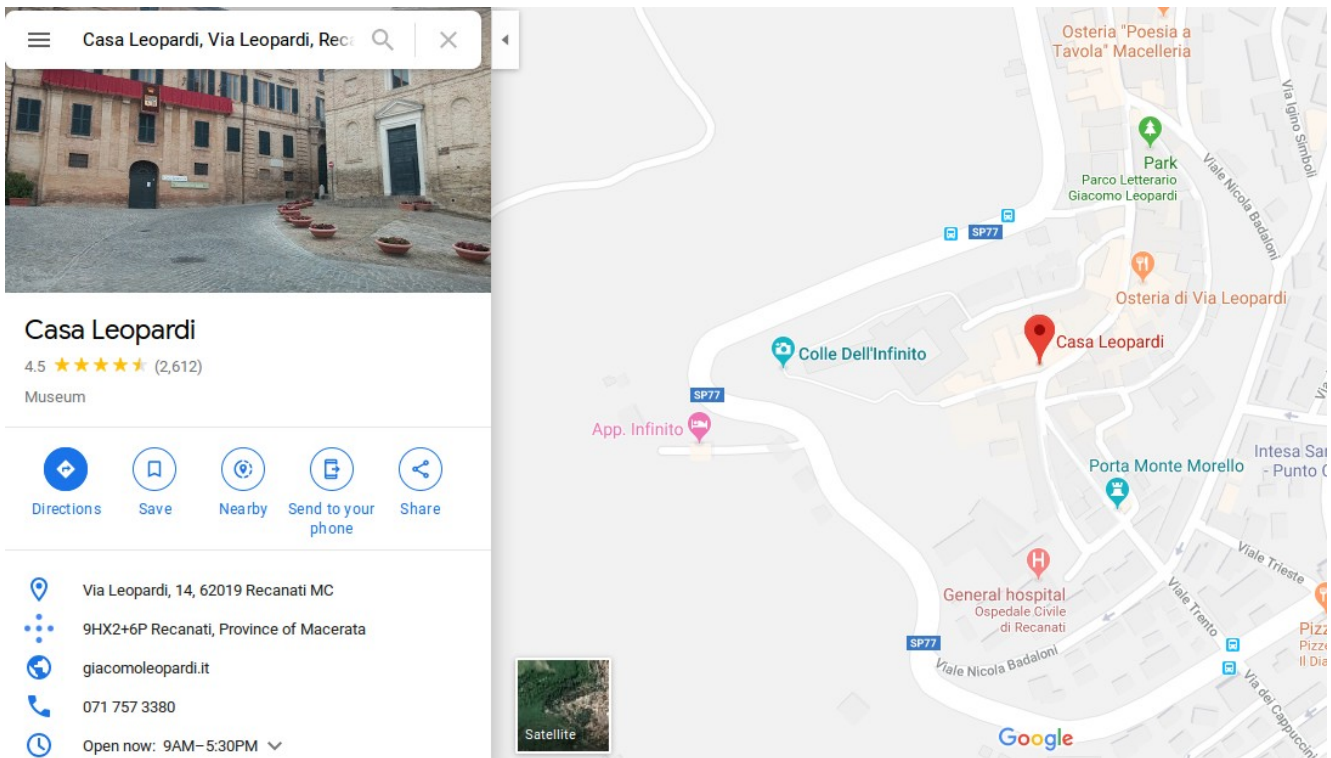 Casa Leopardi, Via Leopardi, Reca
Casa Leopardi
4.5
(2,612)
Museum
Directions
Save
Nearby
Send to your
phone
Share
Via Leopardi, 14, 62019 Recanati MC
9HX2+6P Recanati, Province of Macerata
giacomoleopardi.it
071 757 3380
Open now: 9AM–5:30PM
Osteria "Poesia a
Tavola" Macelleria
Via Igino Simboli
Park
Parco Letterario
Giacomo Leopardi
Viale Nicola Badaloni
SP77
Osteria di Via Leopardi
Casa Leopardi
Colle Dell'Infinito
SP77
App. Infinito
Via
Intesa Sa
- Punto
Porta Monte Morello
Viale Trieste
General hospital
Ospedale Civile
di Recanati
Viale Trento
Pizz
Pizze
Il Dia
SP77
Viale Nicola Badaloni
Via dei Cappuccini
Satellite
Google